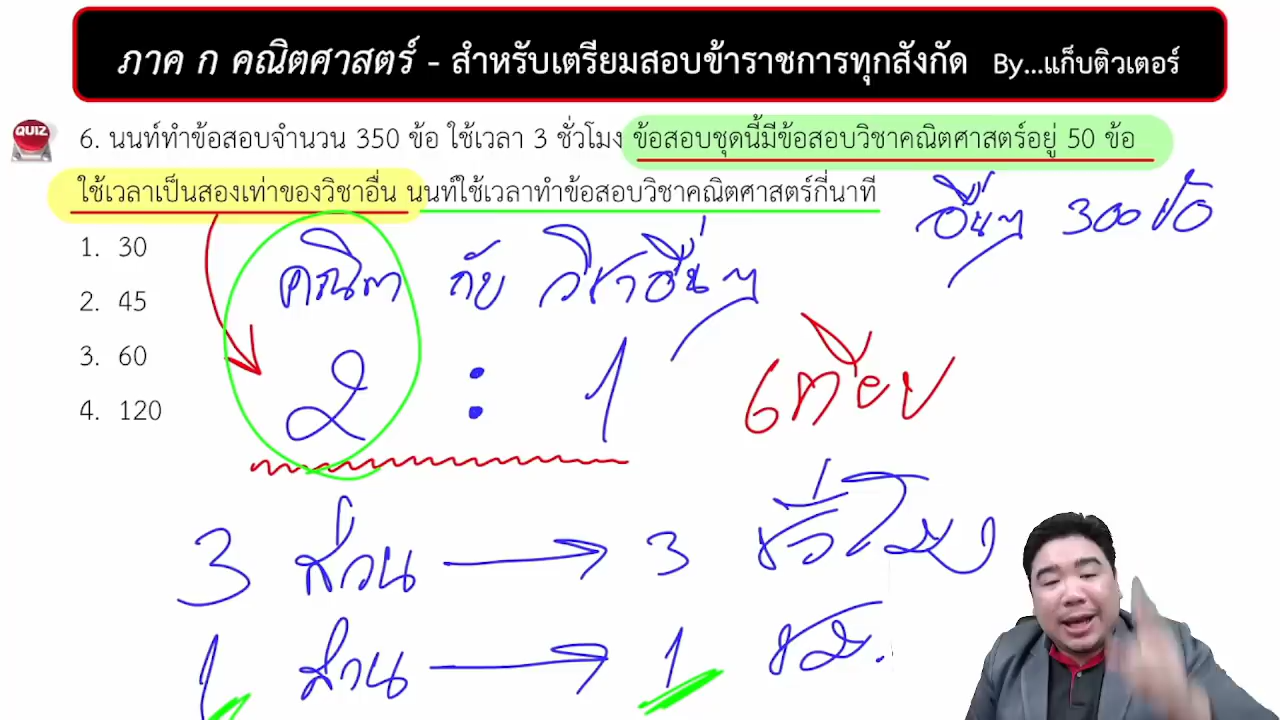 ภาค ก คณิตศาสตร์ - สำหรับเตรียมสอบข้าราชการทุกสังกัด By...แก็บติวเตอร์
QUIZ
6. นนท์ทำข้อสอบจำนวน 350 ข้อ ใช้เวลา 3 ชั่วโมง ข้อสอบชุดนี้มีข้อสอบวิชาคณิตศาสตร์อยู่ 50 ข้อ
ใช้เวลาเป็นสองเท่าของวิชาอื่น นนท์ใช้เวลาทำข้อสอบวิชาคณิตศาสตร์กี่นาที
อื่นๆ 300 ข้อ
1. 30
2. 45
3. 60
4. 120
คณิต กับ วิชาอื่นๆ
2 : 1
เทียบ
3 ส่วน → 3 ชั่วโมง
1 ส่วน → 1 ชม.